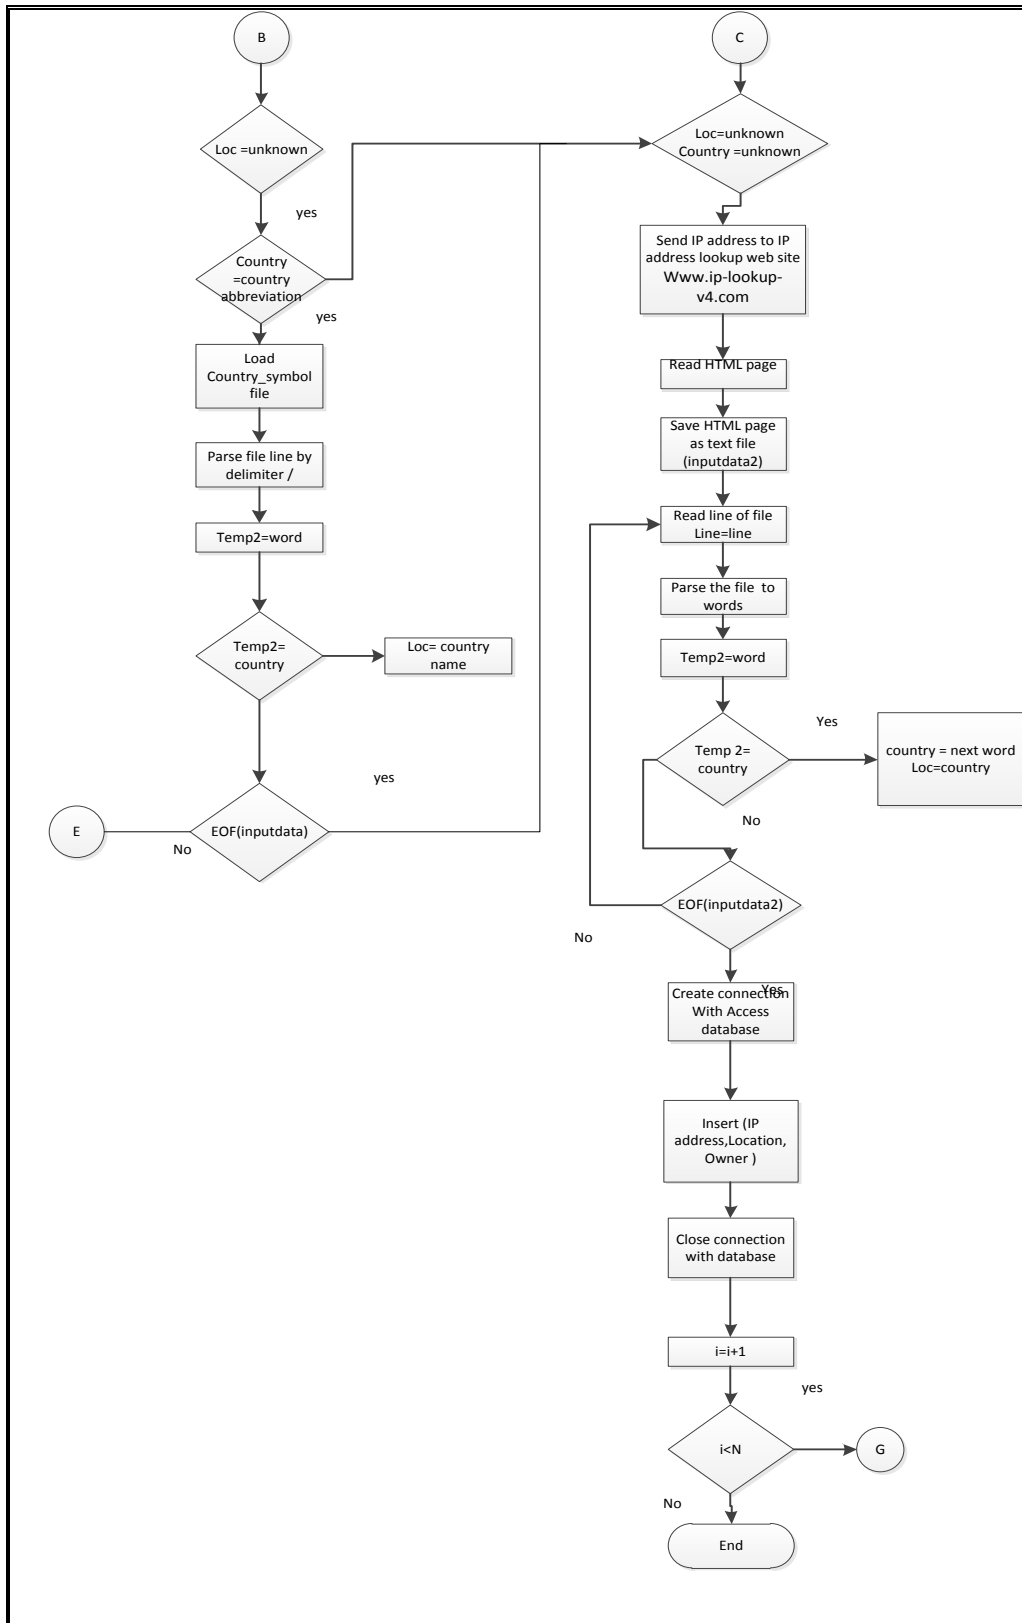 B
Loc =unknown
yes
Country
=country
abbreviation
yes
Load
Country_symbol
file
Parse file line by
delimiter /
Temp2=word
Temp2=
country
Loc= country
name
yes
EOF(inputdata)
No
E
C
Loc=unknown
Country =unknown
Send IP address to IP
address lookup web site
Www.ip-lookup-
v4.com
Read HTML page
Save HTML page
as text file
(inputdata2)
Read line of file
Line=line
Parse the file  to
words
Temp2=word
Temp 2=
country
Yes
country = next word
Loc=country
No
EOF(inputdata2)
No
Yes
Create connection
With Access
database
Insert (IP
address,Location,
Owner )
Close connection
with database
i=i+1
yes
i<N
G
No
End